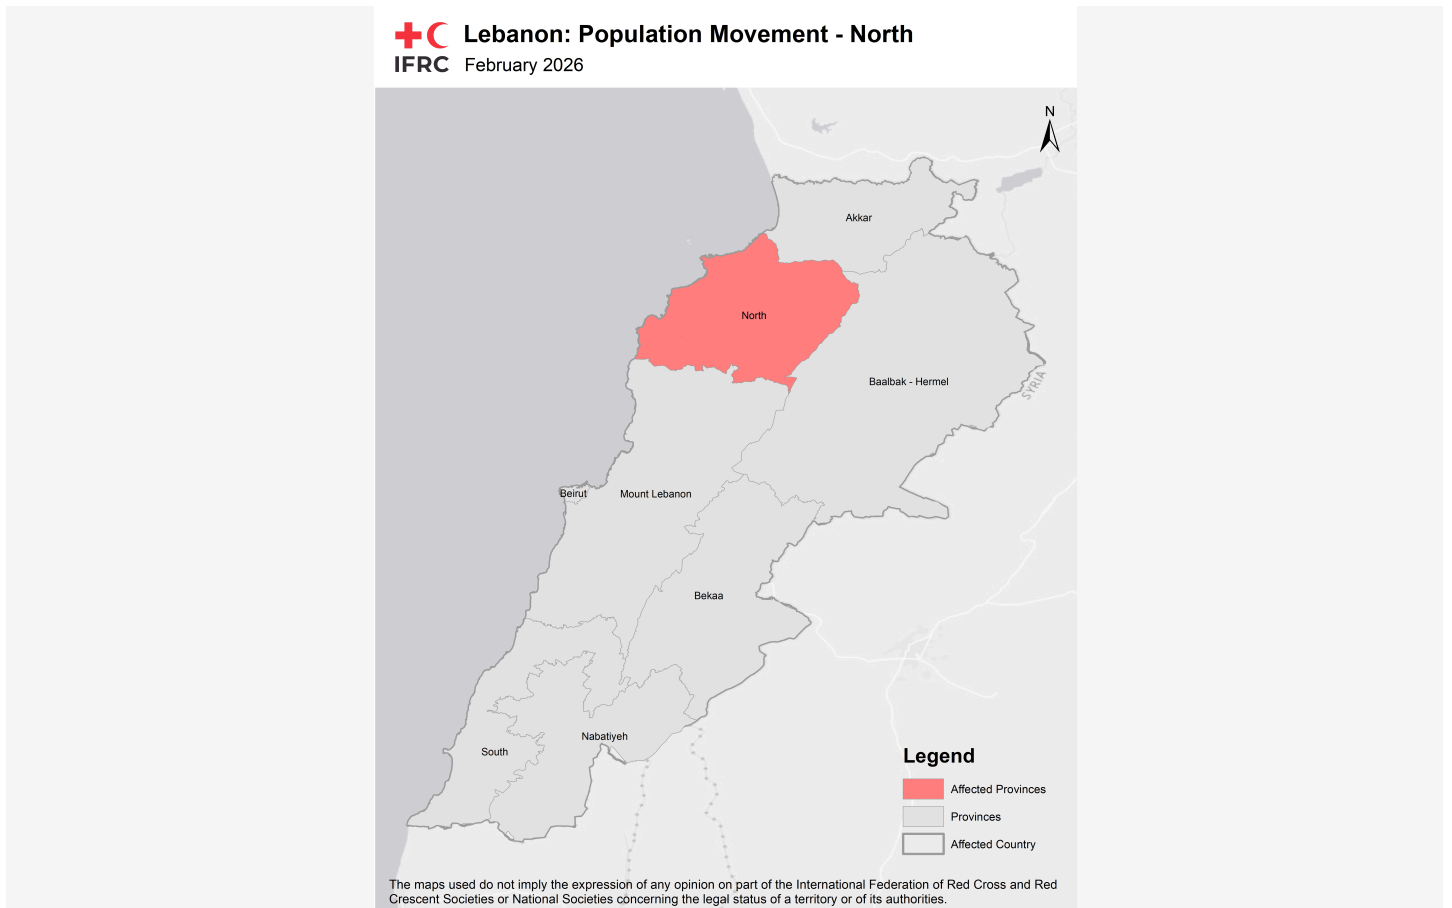 Lebanon: Population Movement - North
IFRC
February 2026
N
Akkar
North
Baalbak - Hermel
SYRIA
Beirut
Mount Lebanon
Bekaa
Nabatiyeh
South
Legend
Affected Provinces
Provinces
Affected Country
The maps used do not imply the expression of any opinion on part of the International Federation of Red Cross and Red
Crescent Societies or National Societies concerning the legal status of a territory or of its authorities.